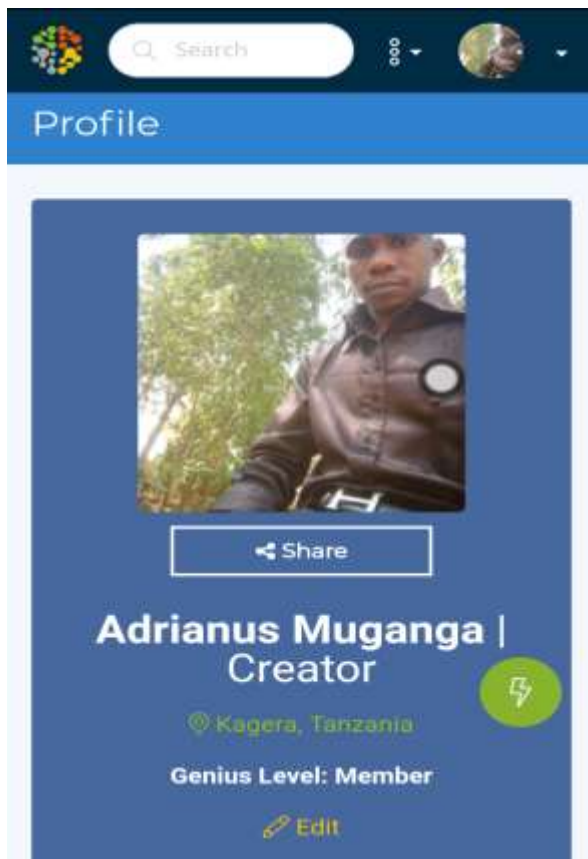 Search
Profile
Share
Adrianus Muganga |
Creator
Kagera, Tanzania
Genius Level: Member
Edit